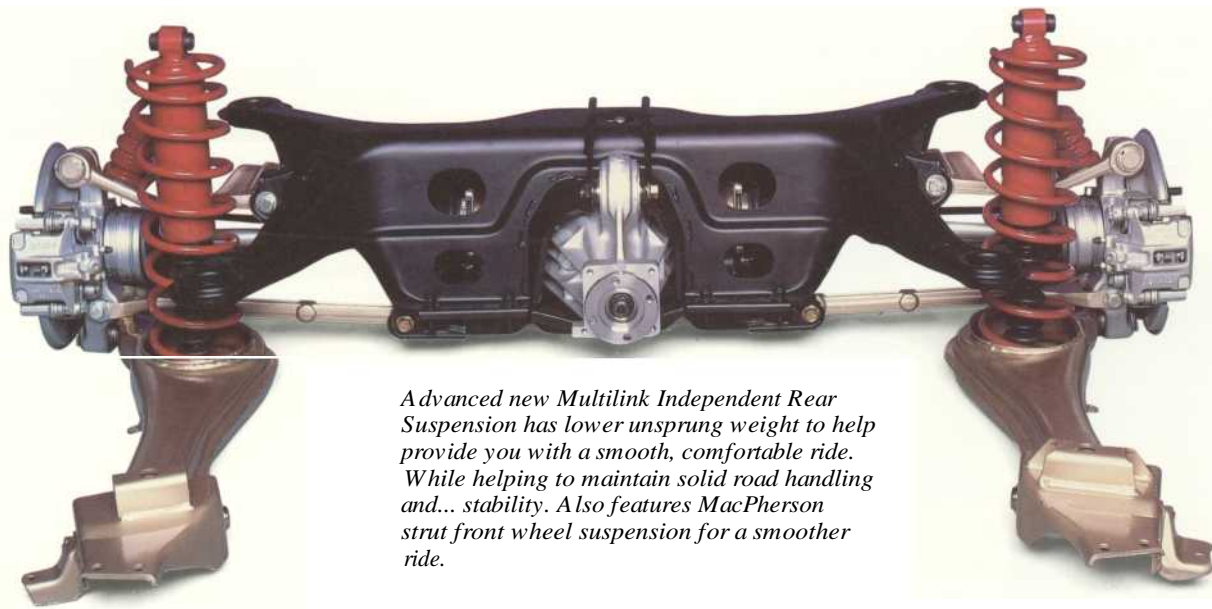 Advanced new Multilink Independent Rear
Suspension has lower unsprung weight to help
provide you with a smooth, comfortable ride.
While helping to maintain solid road handling
and... stability. Also features MacPherson
strut front wheel suspension for a smoother
ride.